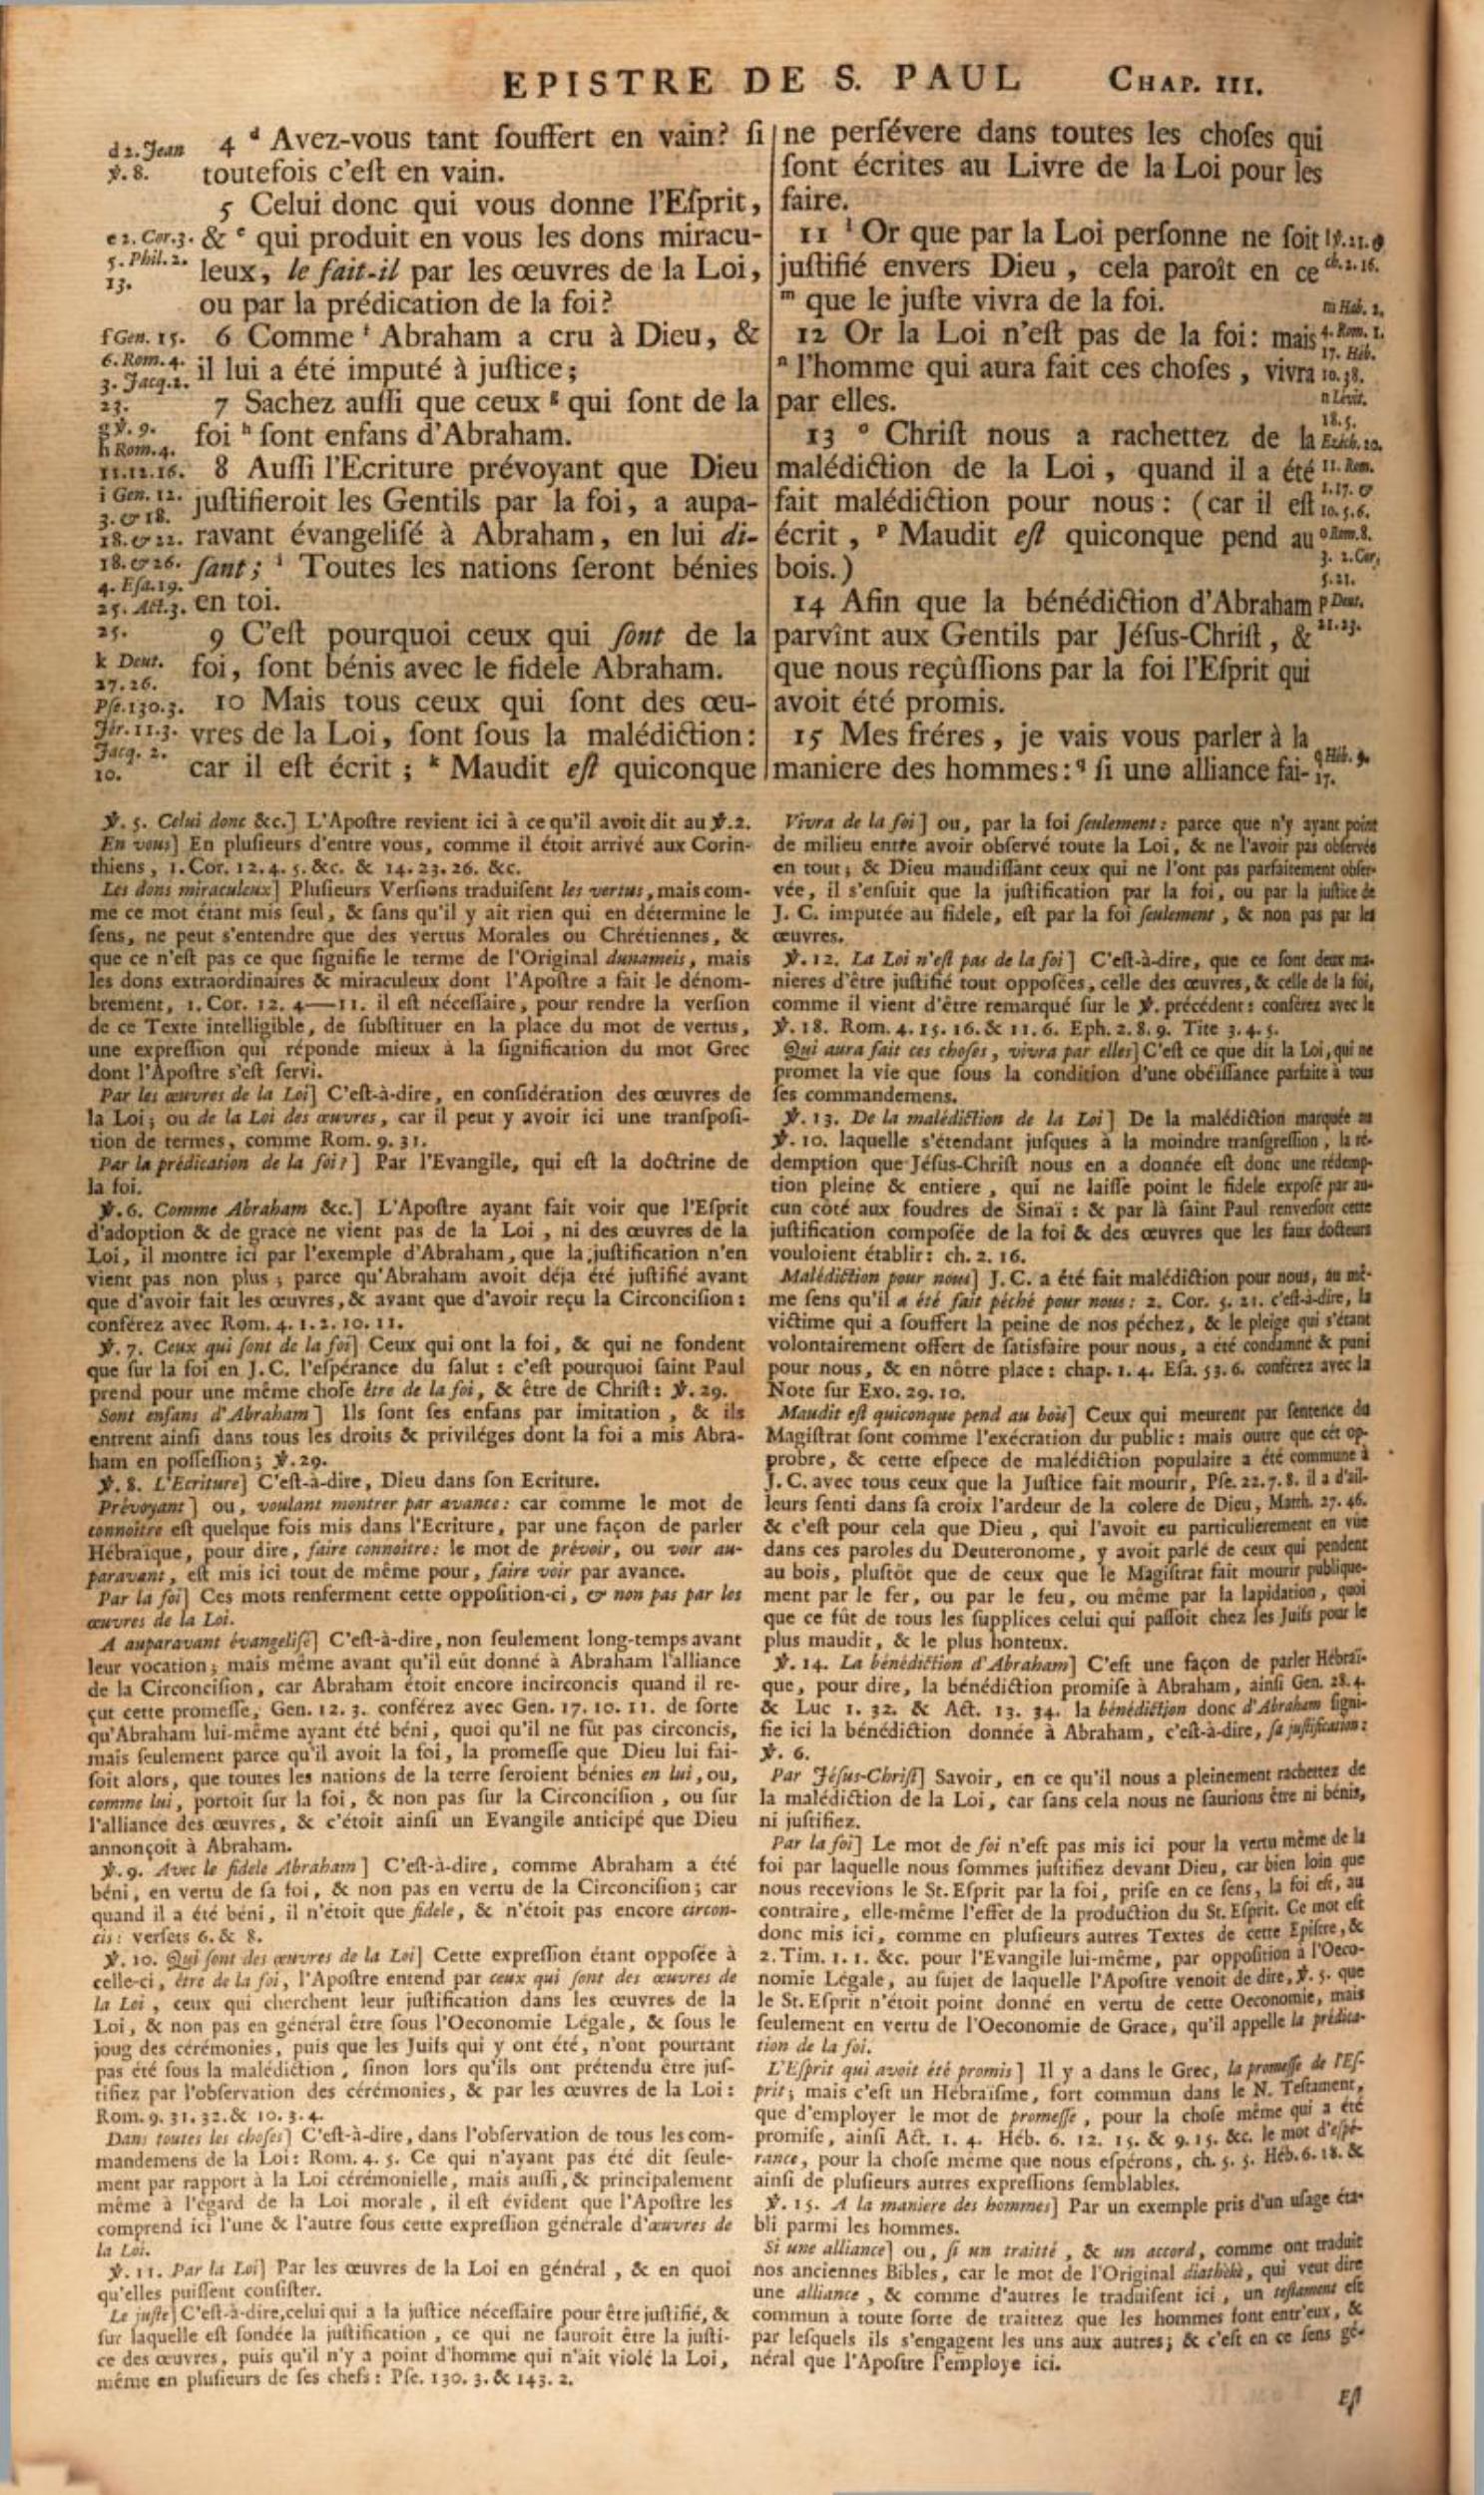 EPISTRE DE S. PAUL CHAP. III.
4 ᵈ Avez-vous tant ſouffert en vain? ſi
toutefois c'eſt en vain.
5 Celui donc qui vous donne l'Eſprit,
& ᵉ qui produit en vous les dons miracu-
leux, le fait-il par les œuvres de la Loi,
ou par la prédication de la foi?
6 Comme ᶠ Abraham a cru à Dieu, &
il lui a été imputé à juſtice;
7 Sachez auſſi que ceux ᵍ qui ſont de la
foi ʰ ſont enfans d'Abraham.
8 Auſſi l'Ecriture prévoyant que Dieu
juſtifieroit les Gentils par la foi, a aupa-
ravant évangeliſé à Abraham, en lui di-
ſant; ⁱ Toutes les nations ſeront bénies
en toi.
9 C'eſt pourquoi ceux qui ſont de la
foi, ſont bénis avec le fidele Abraham.
10 Mais tous ceux qui ſont des œu-
vres de la Loi, ſont ſous la malédiction:
car il eſt écrit; ᵏ Maudit eſt quiconque
d 2. Jean
℣. 8.
e 2. Cor. 3.
5. Phil. 2.
13.
f Gen. 15.
6. Rom. 4.
3. Jacq. 2.
23.
g ℣. 9.
h Rom. 4.
11.12.16.
i Gen. 12.
3. & 18.
18. & 22.
18. & 26.
4. Eſa. 19.
25. Act. 3.
25.
k Deut.
27.26.
Pſe. 130.3.
Jér. 11.3.
Jacq. 2.
10.
ne perſévere dans toutes les choſes qui
ſont écrites au Livre de la Loi pour les
faire.
11 ˡ Or que par la Loi perſonne ne ſoit
juſtifié envers Dieu, cela paroît en ce
ᵐ que le juſte vivra de la foi.
12 Or la Loi n'eſt pas de la foi: mais
ⁿ l'homme qui aura fait ces choſes, vivra
par elles.
13 ᵒ Chriſt nous a rachettez de la
malédiction de la Loi, quand il a été
fait malédiction pour nous: (car il eſt
écrit, ᵖ Maudit eſt quiconque pend au
bois.)
14 Afin que la bénédiction d'Abraham
parvînt aux Gentils par Jéſus-Chriſt, &
que nous reçûſſions par la foi l'Eſprit qui
avoit été promis.
15 Mes fréres, je vais vous parler à la
maniere des hommes: ᑫ ſi une alliance fai-
ch. 2. 16.
m Hab. 2.
4. Rom. 1.
17. Héb.
10.38.
n Lévit.
18.5.
Ezéch. 20.
11. Rom.
1.17. &
10. 5.6.
o Rom. 8.
3. 2. Cor.
5.21.
p Deut.
21.23.
q Héb. 9.
17.
℣. 5. Celui donc &c.] L'Apoſtre revient ici à ce qu'il avoit dit au ℣. 2.
En vous] En pluſieurs d'entre vous, comme il étoit arrivé aux Corin-
thiens, 1. Cor. 12. 4. 5. &c. & 14. 23. 26. &c.
Les dons miraculeux] Pluſieurs Verſions traduiſent les vertus, mais com-
me ce mot étant mis ſeul, & ſans qu'il y ait rien qui en détermine le
ſens, ne peut s'entendre que des vertus Morales ou Chrétiennes, &
que ce n'eſt pas ce que ſignifie le terme de l'Original dunameis, mais
les dons extraordinaires & miraculeux dont l'Apoſtre a fait le dénom-
brement, 1. Cor. 12. 4—11. il eſt néceſſaire, pour rendre la verſion
de ce Texte intelligible, de ſubſtituer en la place du mot de vertus,
une expreſſion qui réponde mieux à la ſignification du mot Grec
dont l'Apoſtre s'eſt ſervi.
Par les œuvres de la Loi] C'eſt-à-dire, en conſidération des œuvres de
la Loi; ou de la Loi des œuvres, car il peut y avoir ici une tranſpoſi-
tion de termes, comme Rom. 9. 31.
Par la prédication de la foi?] Par l'Evangile, qui eſt la doctrine de
la foi.
℣. 6. Comme Abraham &c.] L'Apoſtre ayant fait voir que l'Eſprit
d'adoption & de grace ne vient pas de la Loi, ni des œuvres de la
Loi, il montre ici par l'exemple d'Abraham, que la juſtification n'en
vient pas non plus; parce qu'Abraham avoit déja été juſtifié avant
que d'avoir fait les œuvres, & avant que d'avoir reçu la Circonciſion:
conférez avec Rom. 4. 1. 2. 10. 11.
℣. 7. Ceux qui ſont de la foi] Ceux qui ont la foi, & qui ne fondent
que ſur la foi en J. C. l'eſpérance du ſalut: c'eſt pourquoi ſaint Paul
prend pour une même choſe être de la foi, & être de Chriſt: ℣. 29.
Sont enfans d'Abraham] Ils ſont ſes enfans par imitation, & ils
entrent ainſi dans tous les droits & priviléges dont la foi a mis Abra-
ham en poſſeſſion; ℣. 29.
℣. 8. L'Ecriture] C'eſt-à-dire, Dieu dans ſon Ecriture.
Prévoyant] ou, voulant montrer par avance: car comme le mot de
connoître eſt quelque fois mis dans l'Ecriture, par une façon de parler
Hébraïque, pour dire, faire connoître: le mot de prévoir, ou voir au-
paravant, eſt mis ici tout de même pour, faire voir par avance.
Par la foi] Ces mots renferment cette oppoſition-ci, & non pas par les
œuvres de la Loi.
A auparavant évangeliſé] C'eſt-à-dire, non ſeulement long-temps avant
leur vocation; mais même avant qu'il eût donné à Abraham l'alliance
de la Circonciſion, car Abraham étoit encore incirconcis quand il re-
çut cette promeſſe, Gen. 12. 3. conférez avec Gen. 17. 10. 11. de ſorte
qu'Abraham lui-même ayant été béni, quoi qu'il ne fût pas circoncis,
mais ſeulement parce qu'il avoit la foi, la promeſſe que Dieu lui fai-
ſoit alors, que toutes les nations de la terre ſeroient bénies en lui, ou,
comme lui, portoit ſur la foi, & non pas ſur la Circonciſion, ou ſur
l'alliance des œuvres, & c'étoit ainſi un Evangile anticipé que Dieu
annonçoit à Abraham.
℣. 9. Avec le fidele Abraham] C'eſt-à-dire, comme Abraham a été
béni, en vertu de ſa foi, & non pas en vertu de la Circonciſion; car
quand il a été béni, il n'étoit que fidele, & n'étoit pas encore circon-
cis: verſets 6. & 8.
℣. 10. Qui ſont des œuvres de la Loi] Cette expreſſion étant oppoſée à
celle-ci, être de la foi, l'Apoſtre entend par ceux qui ſont des œuvres de
la Loi, ceux qui cherchent leur juſtification dans les œuvres de la
Loi, & non pas en général être ſous l'Oeconomie Légale, & ſous le
joug des cérémonies, puis que les Juifs qui y ont été, n'ont pourtant
pas été ſous la malédiction, ſinon lors qu'ils ont prétendu être juſ-
tifiez par l'obſervation des cérémonies, & par les œuvres de la Loi:
Rom. 9. 31. 32. & 10. 3. 4.
Dans toutes les choſes] C'eſt-à-dire, dans l'obſervation de tous les com-
mandemens de la Loi: Rom. 4. 5. Ce qui n'ayant pas été dit ſeule-
ment par rapport à la Loi cérémonielle, mais auſſi, & principalement
même à l'égard de la Loi morale, il eſt évident que l'Apoſtre les
comprend ici l'une & l'autre ſous cette expreſſion générale d'œuvres de
la Loi.
℣. 11. Par la Loi] Par les œuvres de la Loi en général, & en quoi
qu'elles puiſſent conſiſter.
Le juſte] C'eſt-à-dire, celui qui a la juſtice néceſſaire pour être juſtifié, &
ſur laquelle eſt fondée la juſtification, ce qui ne ſauroit être la juſti-
ce des œuvres, puis qu'il n'y a point d'homme qui n'ait violé la Loi,
même en pluſieurs de ſes chefs: Pſe. 130. 3. & 143. 2.
Vivra de la foi] ou, par la foi ſeulement: parce que n'y ayant point
de milieu entre avoir obſervé toute la Loi, & ne l'avoir pas obſervée
en tout; & Dieu maudiſſant ceux qui ne l'ont pas parfaitement obſer-
vée, il s'enſuit que la juſtification par la foi, ou par la juſtice de
J. C. imputée au fidele, eſt par la foi ſeulement, & non pas par les
œuvres.
℣. 12. La Loi n'eſt pas de la foi] C'eſt-à-dire, que ce ſont deux ma-
nieres d'être juſtifié tout oppoſées, celle des œuvres, & celle de la foi,
comme il vient d'être remarqué ſur le ℣. précédent: conférez avec le
℣. 18. Rom. 4. 15. 16. & 11. 6. Eph. 2. 8. 9. Tite 3. 4. 5.
Qui aura fait ces choſes, vivra par elles] C'eſt ce que dit la Loi, qui ne
promet la vie que ſous la condition d'une obéïſſance parfaite à tous
ſes commandemens.
℣. 13. De la malédiction de la Loi] De la malédiction marquée au
℣. 10. laquelle s'étendant juſques à la moindre tranſgreſſion, la ré-
demption que Jéſus-Chriſt nous en a donnée eſt donc une rédemp-
tion pleine & entiere, qui ne laiſſe point le fidele expoſé par au-
cun côté aux foudres de Sinaï: & par là ſaint Paul renverſoit cette
juſtification compoſée de la foi & des œuvres que les faux docteurs
vouloient établir: ch. 2. 16.
Malédiction pour nous] J. C. a été fait malédiction pour nous, au mê-
me ſens qu'il a été fait péché pour nous: 2. Cor. 5. 21. c'eſt-à-dire, la
victime qui a ſouffert la peine de nos péchez, & le pleige qui s'étant
volontairement offert de ſatisfaire pour nous, a été condamné & puni
pour nous, & en nôtre place: chap. 1. 4. Eſa. 53. 6. conférez avec la
Note ſur Exo. 29. 10.
Maudit eſt quiconque pend au bois] Ceux qui meurent par ſentence du
Magiſtrat ſont comme l'exécration du public: mais outre que cet op-
probre, & cette eſpece de malédiction populaire a été commune à
J. C. avec tous ceux que la Juſtice fait mourir, Pſe. 22. 7. 8. il a d'ail-
leurs ſenti dans ſa croix l'ardeur de la colere de Dieu, Matth. 27. 46.
& c'eſt pour cela que Dieu, qui l'avoit eu particulierement en vûe
dans ces paroles du Deuteronome, y avoit parlé de ceux qui pendent
au bois, pluſtôt que de ceux que le Magiſtrat fait mourir publique-
ment par le fer, ou par le feu, ou même par la lapidation, quoi
que ce fût de tous les ſupplices celui qui paſſoit chez les Juifs pour le
plus maudit, & le plus honteux.
℣. 14. La bénédiction d'Abraham] C'eſt une façon de parler Hébraï-
que, pour dire, la bénédiction promiſe à Abraham, ainſi Gen. 28. 4.
& Luc 1. 32. & Act. 13. 34. la bénédiction donc d'Abraham ſigni-
fie ici la bénédiction donnée à Abraham, c'eſt-à-dire, ſa juſtification:
℣. 6.
Par Jéſus-Chriſt] Savoir, en ce qu'il nous a pleinement rachettez de
la malédiction de la Loi, car ſans cela nous ne ſaurions être ni bénis,
ni juſtifiez.
Par la foi] Le mot de foi n'eſt pas mis ici pour la vertu même de la
foi par laquelle nous ſommes juſtifiez devant Dieu, car bien loin que
nous recevions le St. Eſprit par la foi, priſe en ce ſens, la foi eſt, au
contraire, elle-même l'effet de la production du St. Eſprit. Ce mot eſt
donc mis ici, comme en pluſieurs autres Textes de cette Epiſtre, &
2. Tim. 1. 1. &c. pour l'Evangile lui-même, par oppoſition à l'Oeco-
nomie Légale, au ſujet de laquelle l'Apoſtre venoit de dire, ℣. 5. que
le St. Eſprit n'étoit point donné en vertu de cette Oeconomie, mais
ſeulement en vertu de l'Oeconomie de Grace, qu'il appelle la prédica-
tion de la foi.
L'Eſprit qui avoit été promis] Il y a dans le Grec, la promeſſe de l'Eſ-
prit; mais c'eſt un Hébraïſme, fort commun dans le N. Teſtament,
que d'employer le mot de promeſſe, pour la choſe même qui a été
promiſe, ainſi Act. 1. 4. Héb. 6. 12. 15. & 9. 15. &c. le mot d'eſpé-
rance, pour la choſe même que nous eſpérons, ch. 5. 5. Héb. 6. 18. &
ainſi de pluſieurs autres expreſſions ſemblables.
℣. 15. A la maniere des hommes] Par un exemple pris d'un uſage éta-
bli parmi les hommes.
Si une alliance] ou, ſi un traitté, & un accord, comme ont traduit
nos anciennes Bibles, car le mot de l'Original diathèkè, qui veut dire
une alliance, & comme d'autres le traduiſent ici, un teſtament eſt
commun à toute ſorte de traittez que les hommes font entr'eux, &
par leſquels ils s'engagent les uns aux autres; & c'eſt en ce ſens gé-
néral que l'Apoſtre l'employe ici.
Eſt